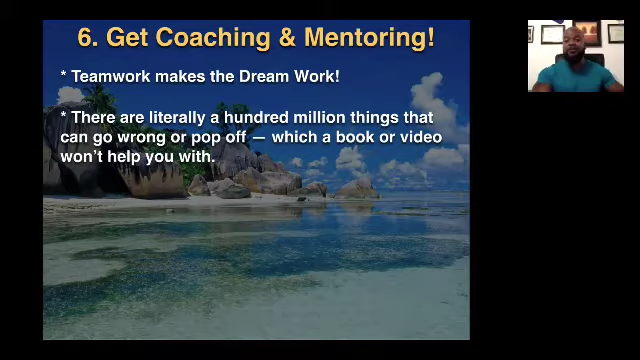 6. Get Coaching & Mentoring!
* Teamwork makes the Dream Work!
* There are literally a hundred million things that
can go wrong or pop off — which a book or video
won't help you with.